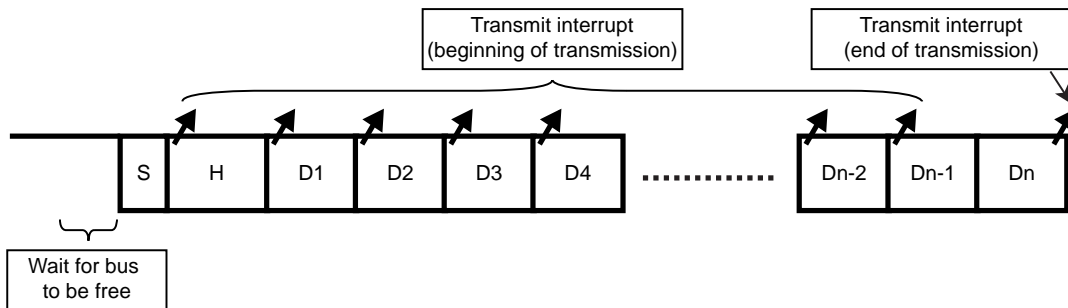 Transmit interrupt
(beginning of transmission)
Transmit interrupt
(end of transmission)
S
H
D1
D2
D3
D4
Dn-2
Dn-1
Dn
Wait for bus
to be free